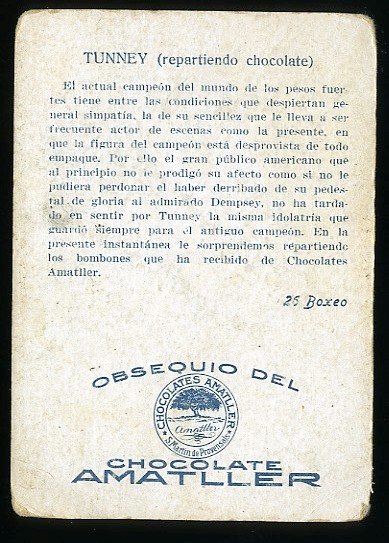 TUNNEY (repartiendo chocolate)
El actual campeón del mundo de los pesos fuer-
tes tiene entre las condiciones que despiertan ge-
neral simpatía, la de su sencillez que le lleva a ser
frecuente actor de escenas como la presente, en
que la figura del campeón está desprovista de todo
empaque. Por ello el gran público americano que
al principio no le prodigó su afecto como si no le
pudiera perdonar el haber derribado de su pedes-
tal de gloria al admirado Dempsey, no ha tarda-
do en sentir por Tunney la misma idolatría que
guardó siempre para el antiguo campeón. En la
presente instantánea le sorprendemos repartiendo
los bombones que ha recibido de Chocolates
Amatller.
26 Boxeo
OBSEQUIO DEL
CHOCOLATES AMATLLER
Amatller
S. Martín de Provensals
CHOCOLATE
AMATLLER